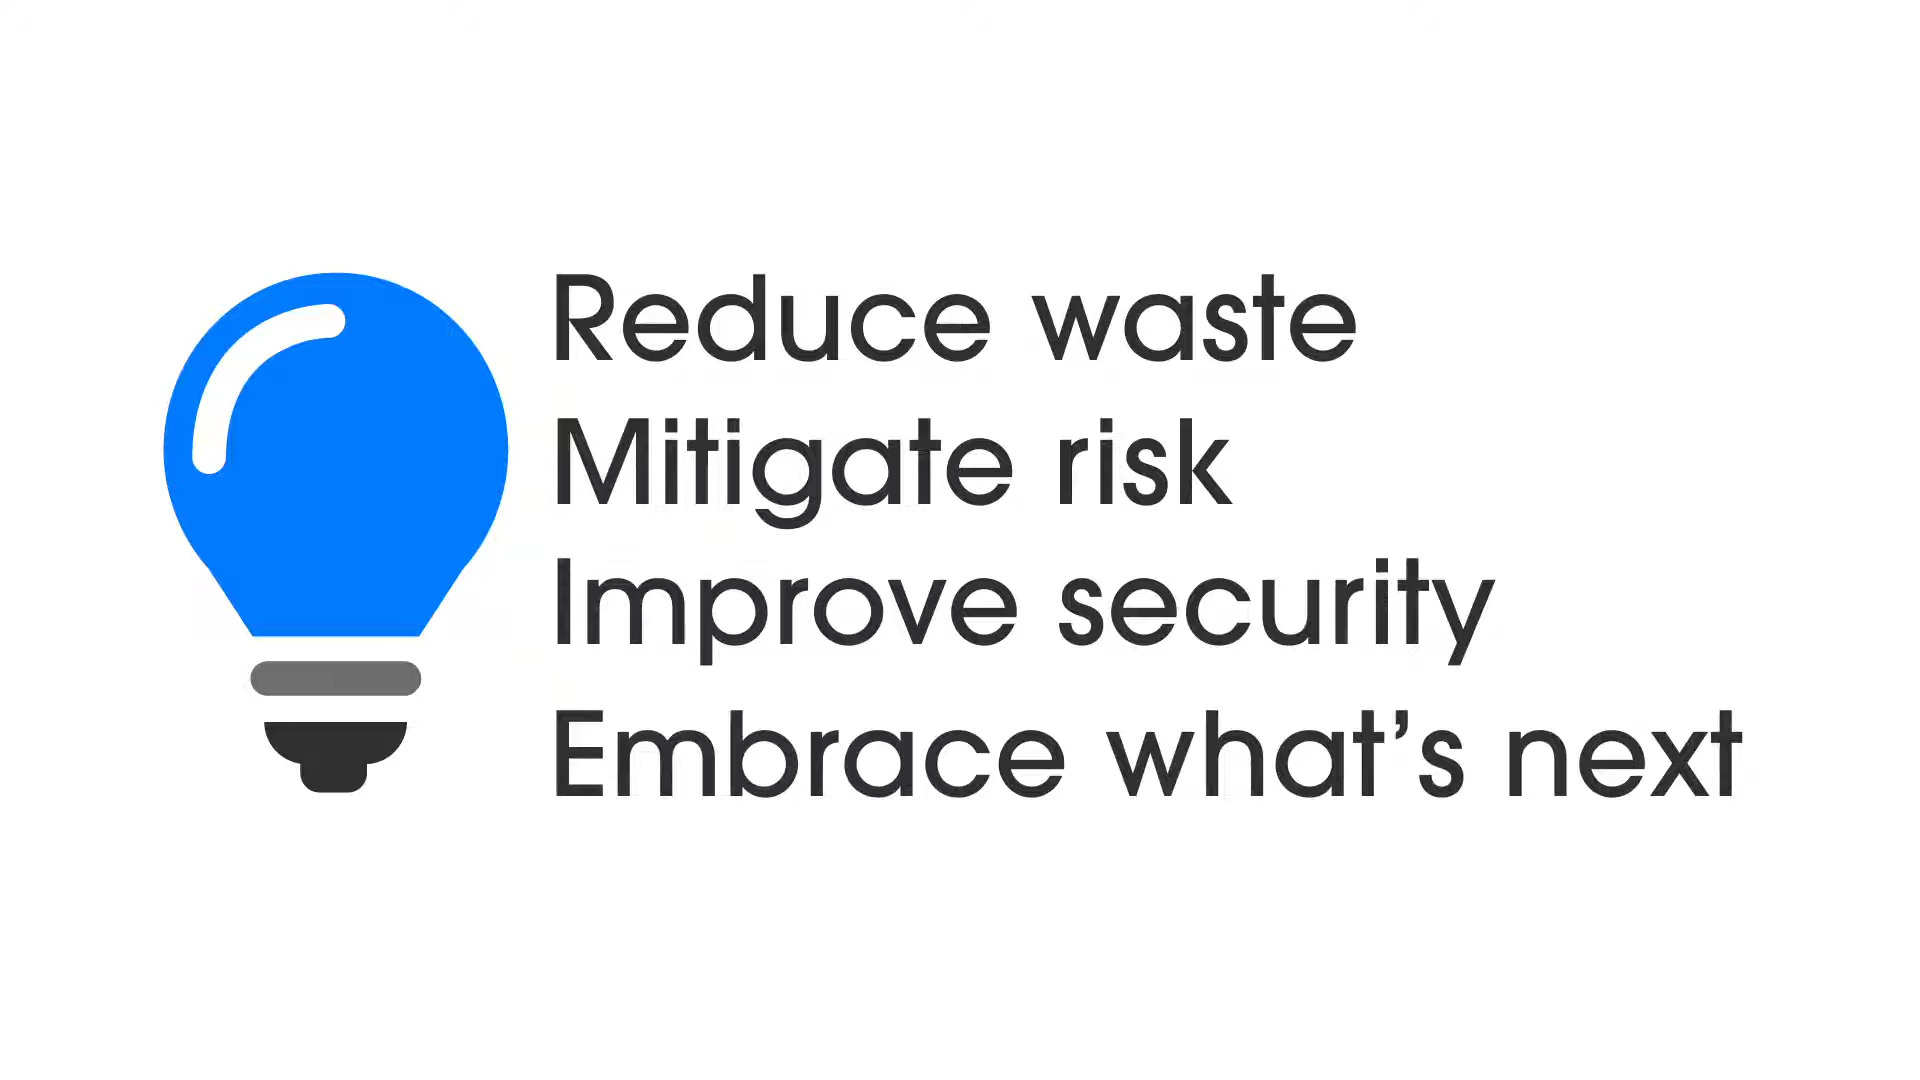 Reduce waste
Mitigate risk
Improve security
Embrace what’s next